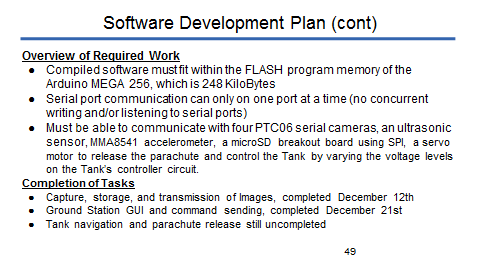 Software Development Plan (cont)
Overview of Required Work
● Compiled software must fit within the FLASH program memory of the
Arduino MEGA 256, which is 248 KiloBytes
● Serial port communication can only on one port at a time (no concurrent
writing and/or listening to serial ports)
● Must be able to communicate with four PTC06 serial cameras, an ultrasonic
sensor, MMA8541 accelerometer, a microSD breakout board using SPI, a servo
motor to release the parachute and control the Tank by varying the voltage levels
on the Tank's controller circuit.
Completion of Tasks
● Capture, storage, and transmission of Images, completed December 12th
● Ground Station GUI and command sending, completed December 21st
● Tank navigation and parachute release still uncompleted
49